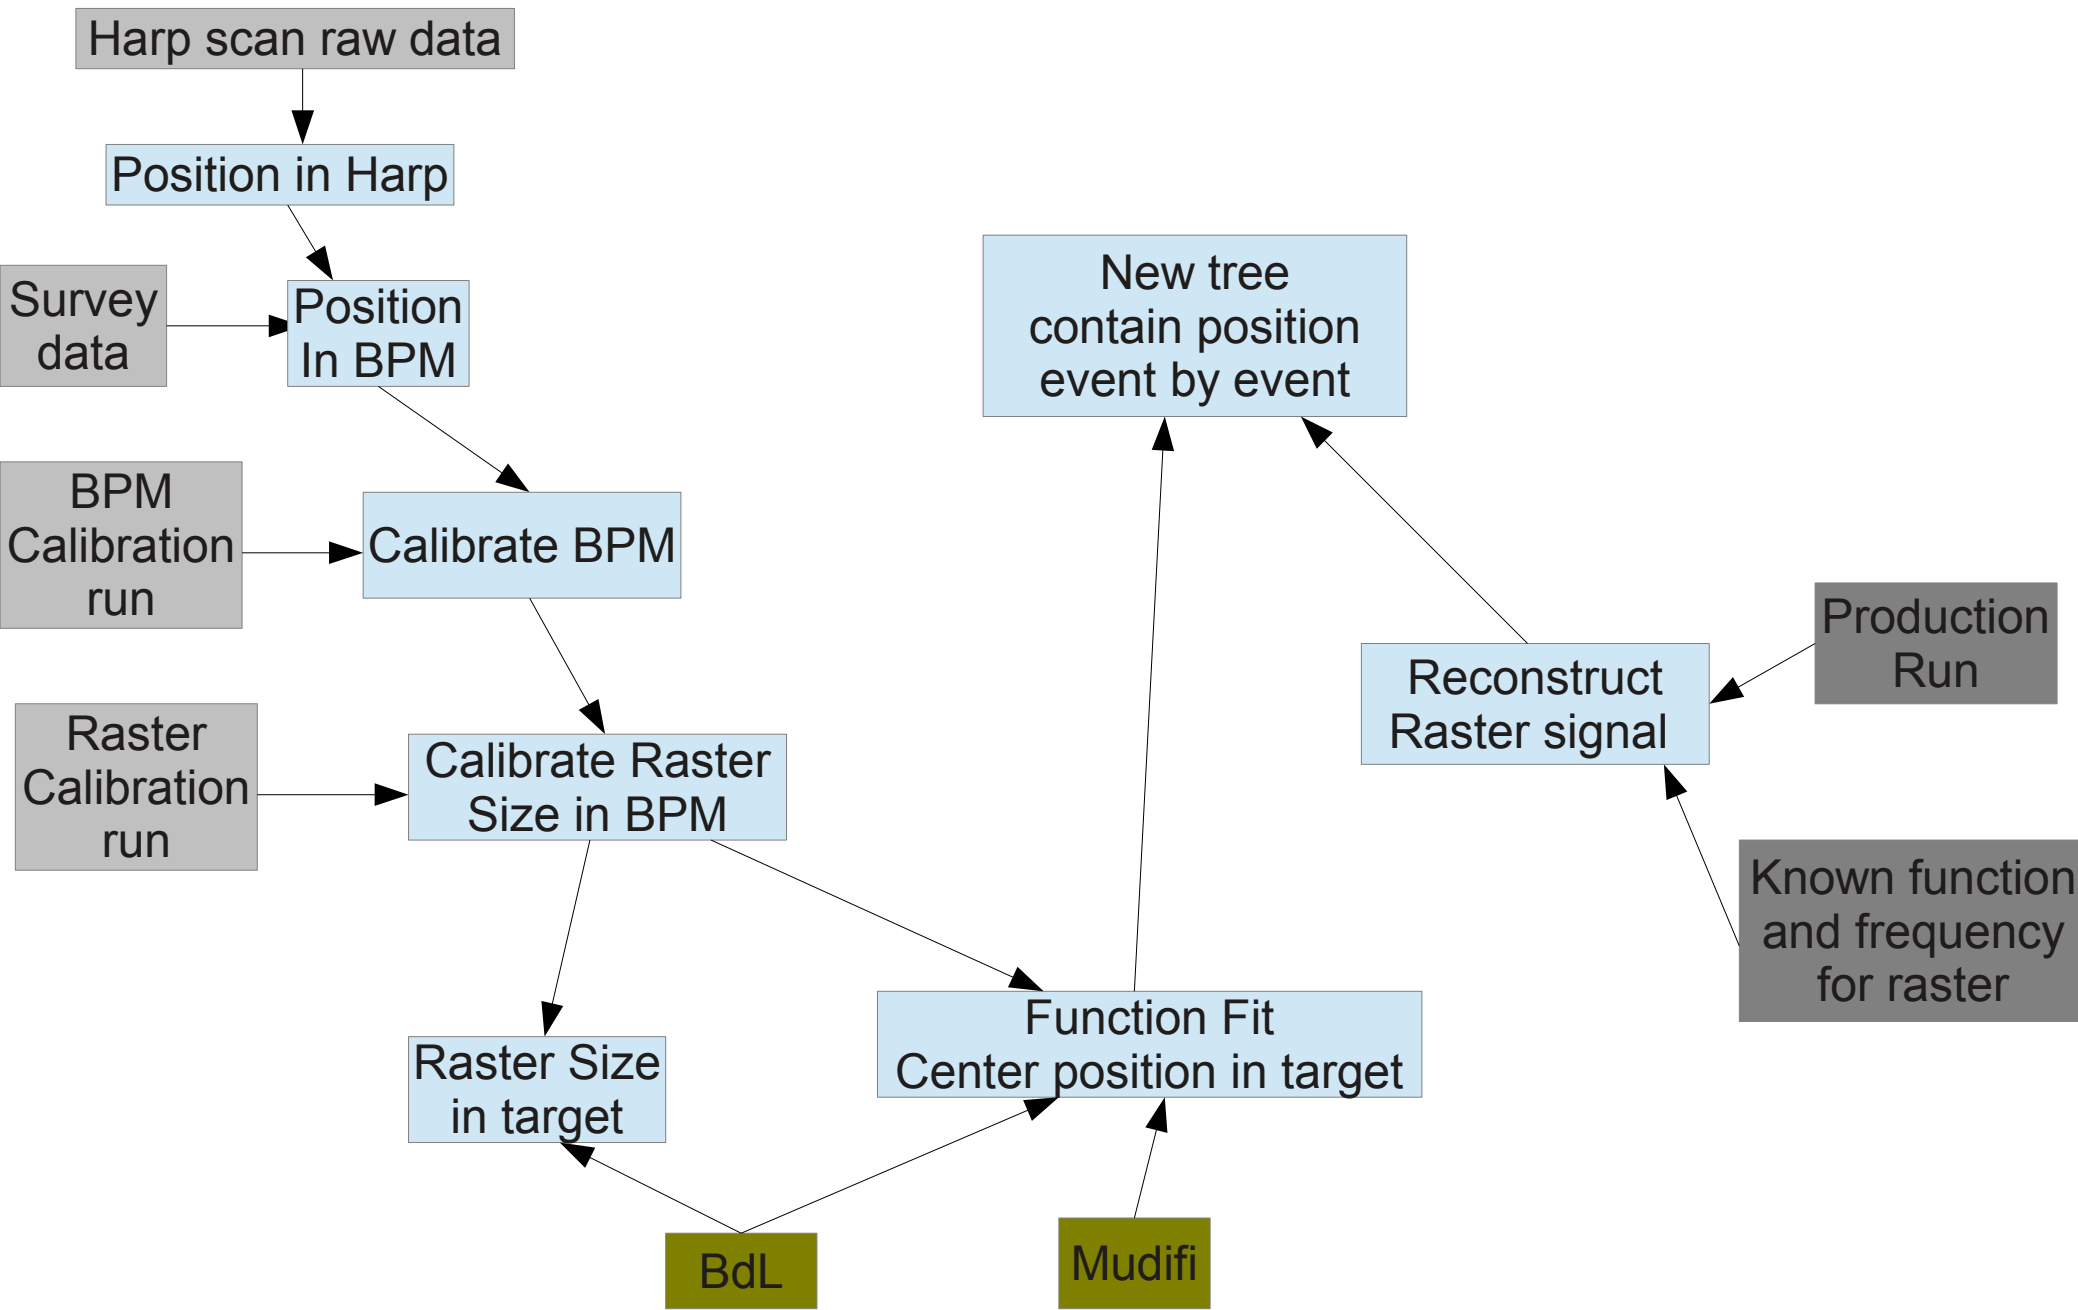 Harp scan raw data
Position in Harp
Survey
data
Position
In BPM
New tree
contain position
event by event
BPM
Calibration
run
Calibrate BPM
Production
Run
Reconstruct
Raster signal
Raster
Calibration
run
Calibrate Raster
Size in BPM
Known function
and frequency
for raster
Function Fit
Center position in target
Raster Size
in target
BdL
Mudifi